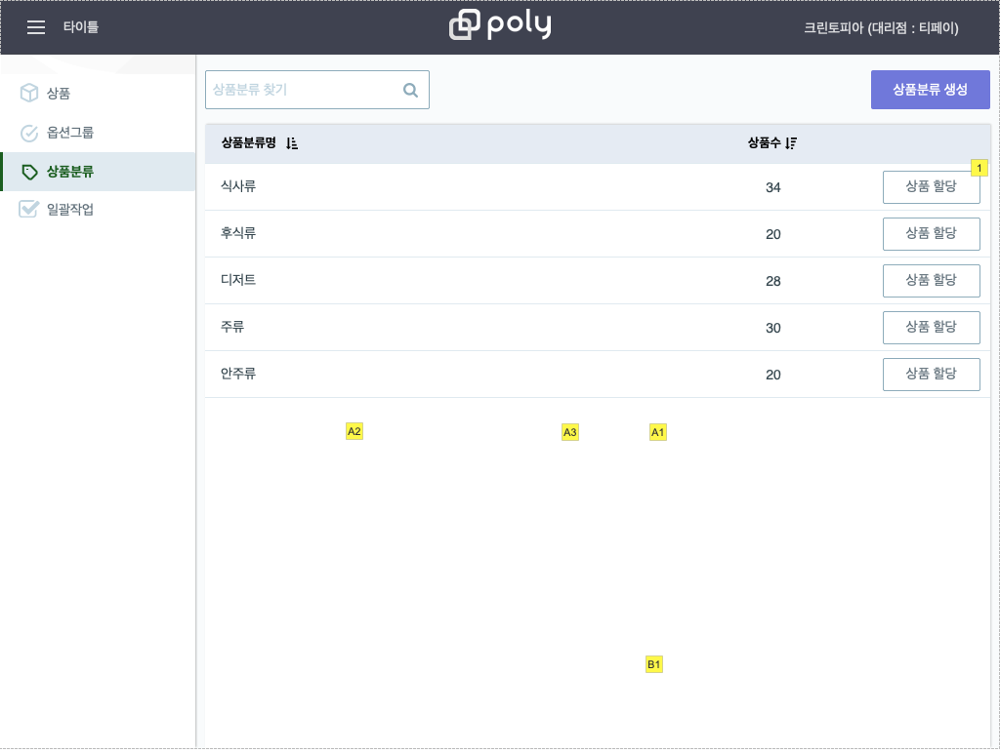 타이틀
poly
크린토피아 (대리점 : 티페이)
상품
옵션그룹
상품분류
일괄작업
상품분류 찾기
상품분류 생성
상품분류명 상품수
1
식사류 34 상품 할당
후식류 20 상품 할당
디저트 28 상품 할당
주류 30 상품 할당
안주류 20 상품 할당
A2 A3 A1
B1